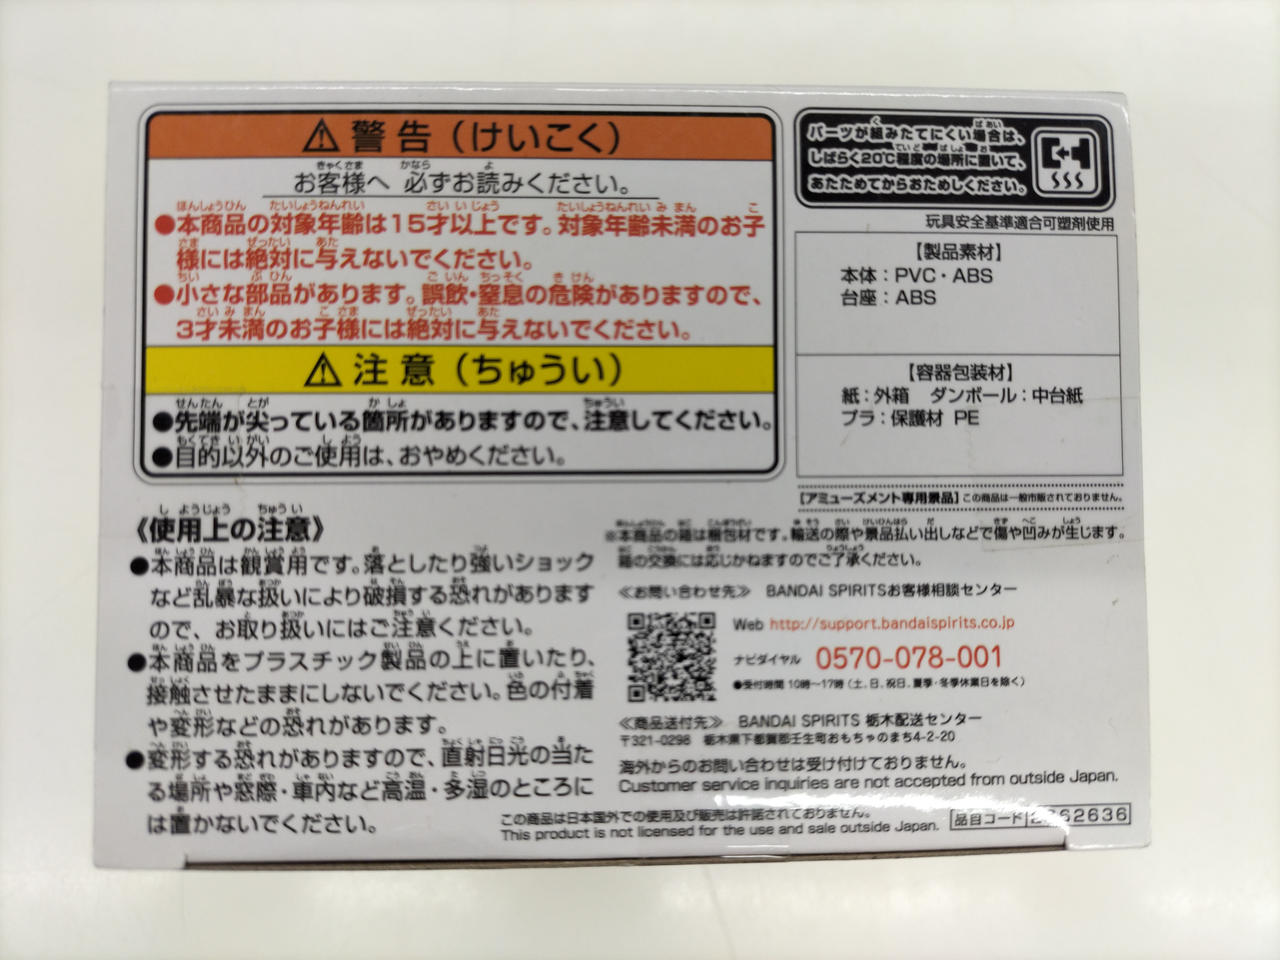 ⚠警告（けいこく）
お客様へ 必ずお読みください。
●本商品の対象年齢は15才以上です。対象年齢未満のお子
様には絶対に与えないでください。
●小さな部品があります。誤飲・窒息の危険がありますので、
3才未満のお子様には絶対に与えないでください。
⚠注意（ちゅうい）
●先端が尖っている箇所がありますので、注意してください。
●目的以外のご使用は、おやめください。
パーツが組みたてにくい場合は、
しばらく20℃程度の場所に置いて、
あたためてからおためしください。
玩具安全基準適合可塑剤使用
【製品素材】
本体：PVC・ABS
台座：ABS
【容器包装材】
紙：外箱 ダンボール：中台紙
プラ：保護材 PE
【アミューズメント専用景品】この商品は一般市販されておりません。
※本商品の箱は梱包材です。輸送の際や景品払い出しなどで傷や凹みが生じます。
箱の交換には応じかねますのでご了承ください。
《使用上の注意》
●本商品は観賞用です。落としたり強いショック
など乱暴な扱いにより破損する恐れがあります
ので、お取り扱いにはご注意ください。
●本商品をプラスチック製品の上に置いたり、
接触させたままにしないでください。色の付着
や変形などの恐れがあります。
●変形する恐れがありますので、直射日光の当た
る場所や窓際・車内など高温・多湿のところに
は置かないでください。
≪お問い合わせ先≫ BANDAI SPIRITSお客様相談センター
Web http://support.bandaispirits.co.jp
ナビダイヤル 0570-078-001
●受付時間 10時〜17時（土、日、祝日、夏季・冬季休業日を除く）
≪商品送付先≫ BANDAI SPIRITS 栃木配送センター
〒321-0298 栃木県下都賀郡壬生町おもちゃのまち4-2-20
海外からのお問い合わせは受け付けておりません。
Customer service inquiries are not accepted from outside Japan.
この商品は日本国外での使用及び販売は許諾されておりません。
This product is not licensed for the use and sale outside Japan.
品目コード